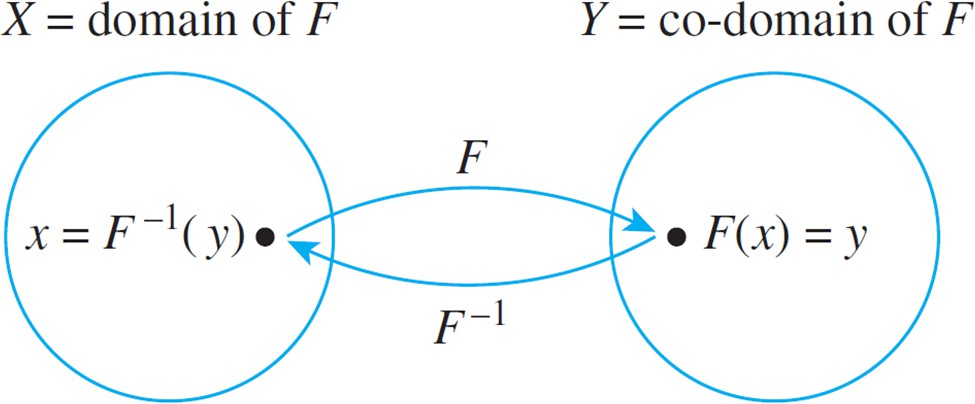 X = domain of F
Y = co-domain of F
F
x = F⁻¹(y)
F(x) = y
F⁻¹